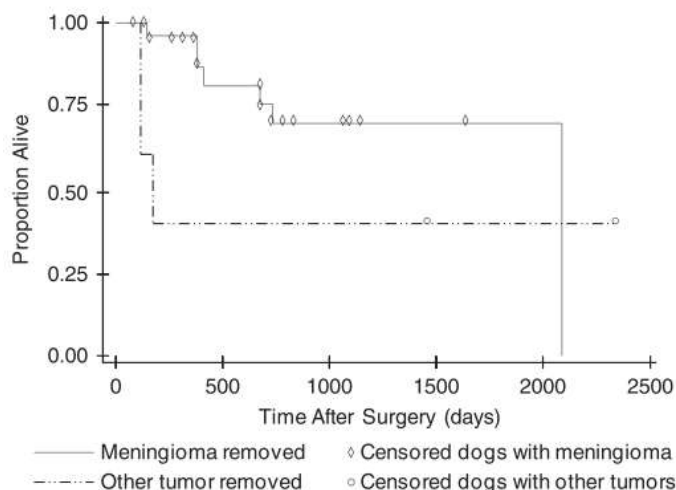 1.00
0.75
0.50
0.25
0.00
Proportion Alive
0 500 1000 1500 2000 2500
Time After Surgery (days)
Meningioma removed Censored dogs with meningioma
Other tumor removed Censored dogs with other tumors